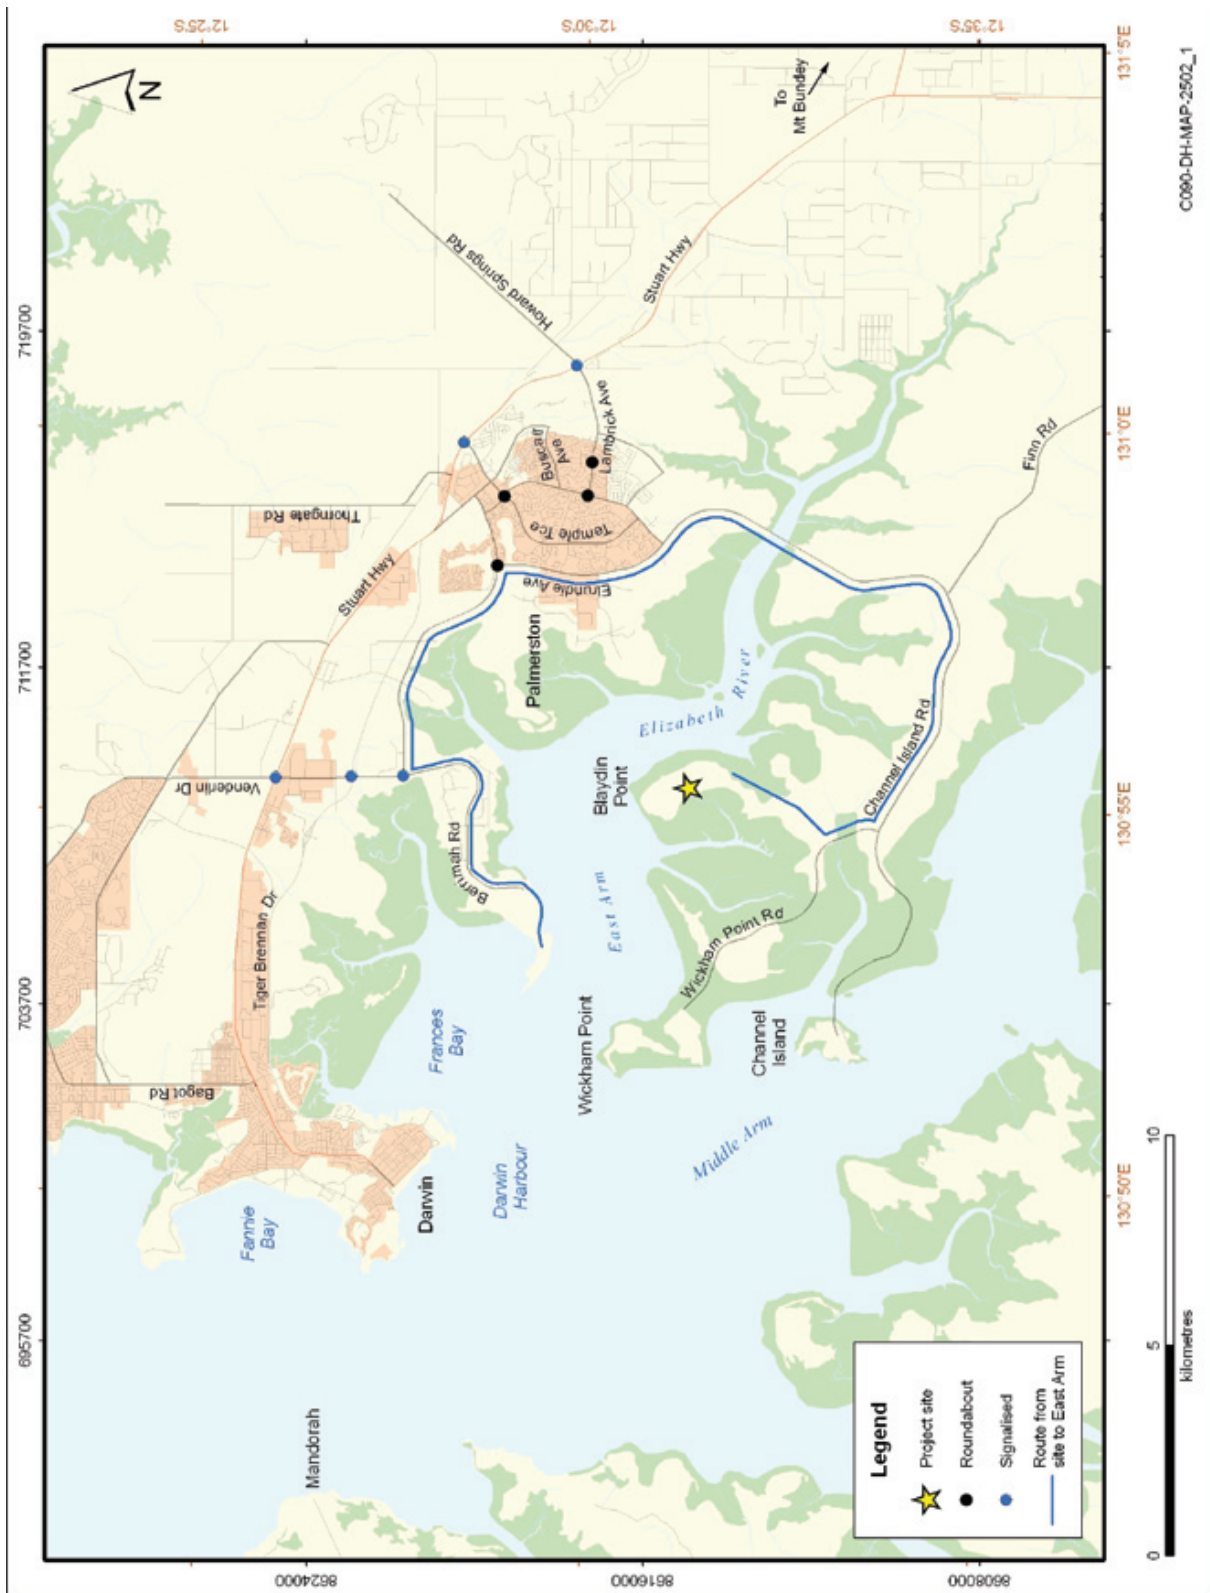 695700
703700
711700
719700
8624000
8616000
8608000
12°25'S
12°30'S
12°35'S
130°50'E
130°55'E
131°0'E
131°5'E
N
Mandorah
Fannie
Bay
Darwin
Darwin
Harbour
Frances
Bay
Bagot Rd
Tiger Brennan Dr
Venderlin Dr
Berrimah Rd
Stuart Hwy
Thorngate Rd
Palmerston
Elrundie Ave
Temple Tce
Buscall
Ave
Lambrick Ave
Howard Springs Rd
Stuart Hwy
To
Mt Bundey
East Arm
Wickham Point
Blaydin
Point
Elizabeth River
Middle Arm
Channel
Island
Wickham Point Rd
Channel Island Rd
Finn Rd
Legend
Project site
Roundabout
Signalised
Route from
site to East Arm
0 5 10
kilometres
C090-DH-MAP-2502_1